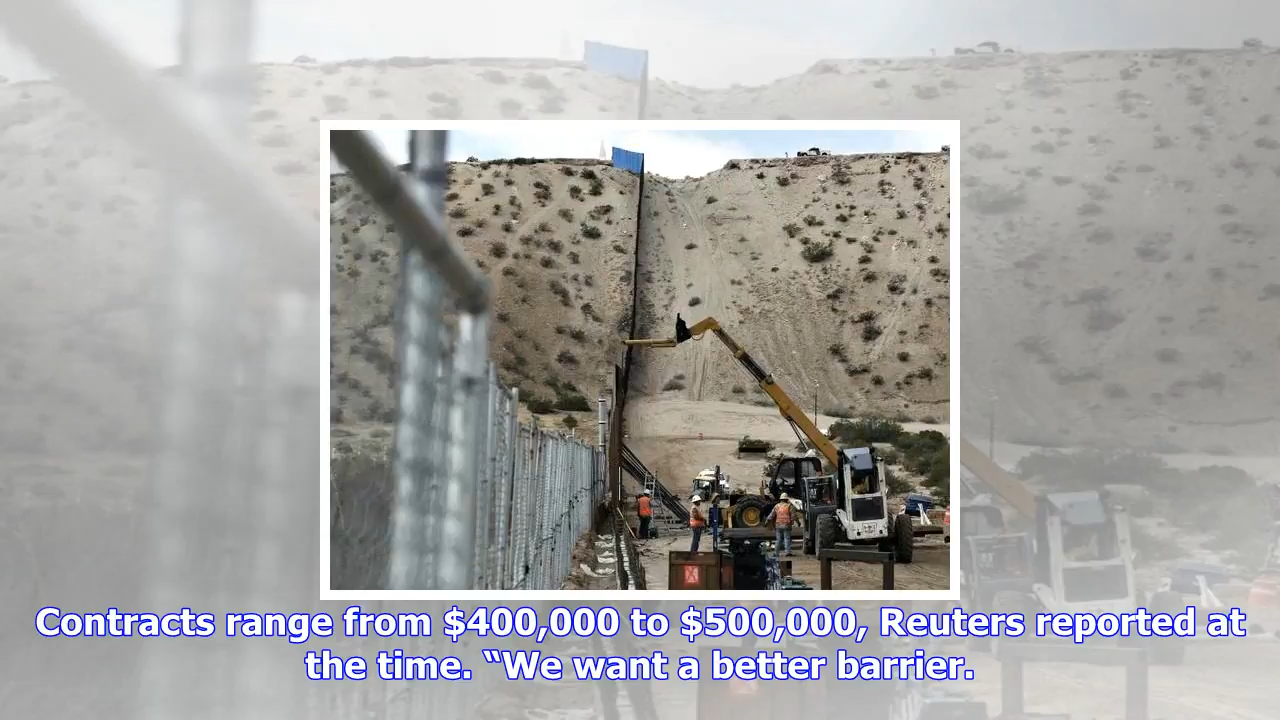 Contracts range from $400,000 to $500,000, Reuters reported at
the time. “We want a better barrier.